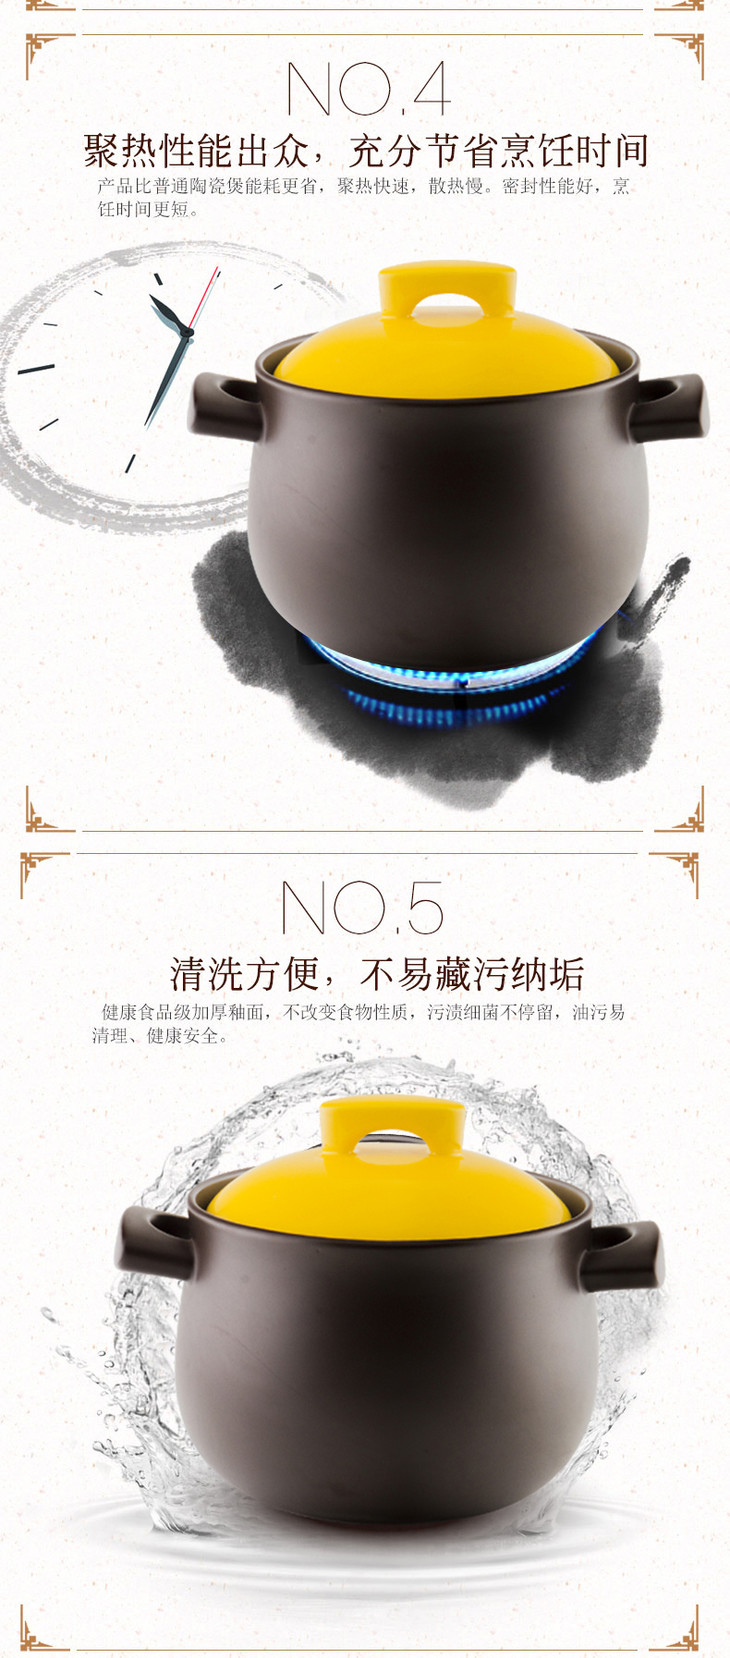 NO.4
聚热性能出众，充分节省烹饪时间
产品比普通陶瓷煲能耗更省，聚热快速，散热慢。密封性能好，烹
饪时间更短。
NO.5
清洗方便，不易藏污纳垢
健康食品级加厚釉面，不改变食物性质，污渍细菌不停留，油污易
清理、健康安全。